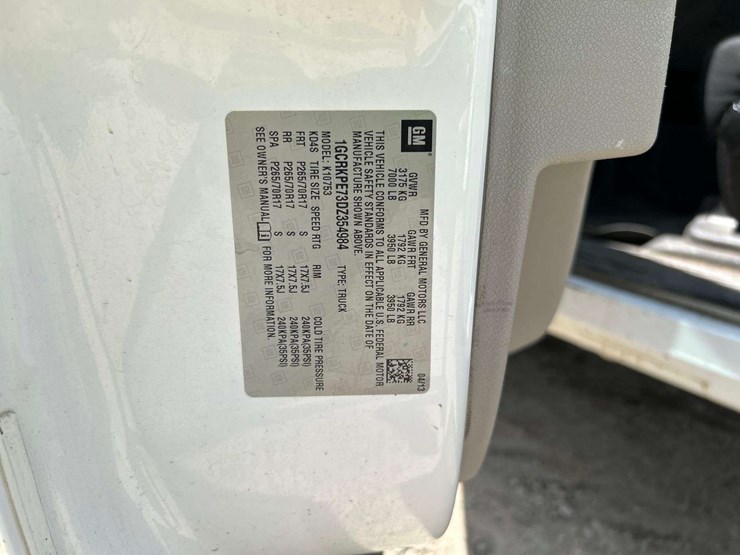 GM
MFD BY GENERAL MOTORS LLC 04/13
GVWR GAWR FRT GAWR RR
3175 KG 1792 KG 1792 KG
7000 LB 3950 LB 3950 LB
THIS VEHICLE CONFORMS TO ALL APPLICABLE U.S. FEDERAL MOTOR
VEHICLE SAFETY STANDARDS IN EFFECT ON THE DATE OF
MANUFACTURE SHOWN ABOVE.
1GCRKPE73DZ354984 TYPE: TRUCK
MODEL: K10753
KD4S TIRE SIZE SPEED RTG RIM COLD TIRE PRESSURE
FRT P265/70R17 S 17X7.5J 240KPA(35PSI)
RR P265/70R17 S 17X7.5J 240KPA(35PSI)
SPA P265/70R17 S 17X7.5J 240KPA(35PSI)
SEE OWNER'S MANUAL FOR MORE INFORMATION.